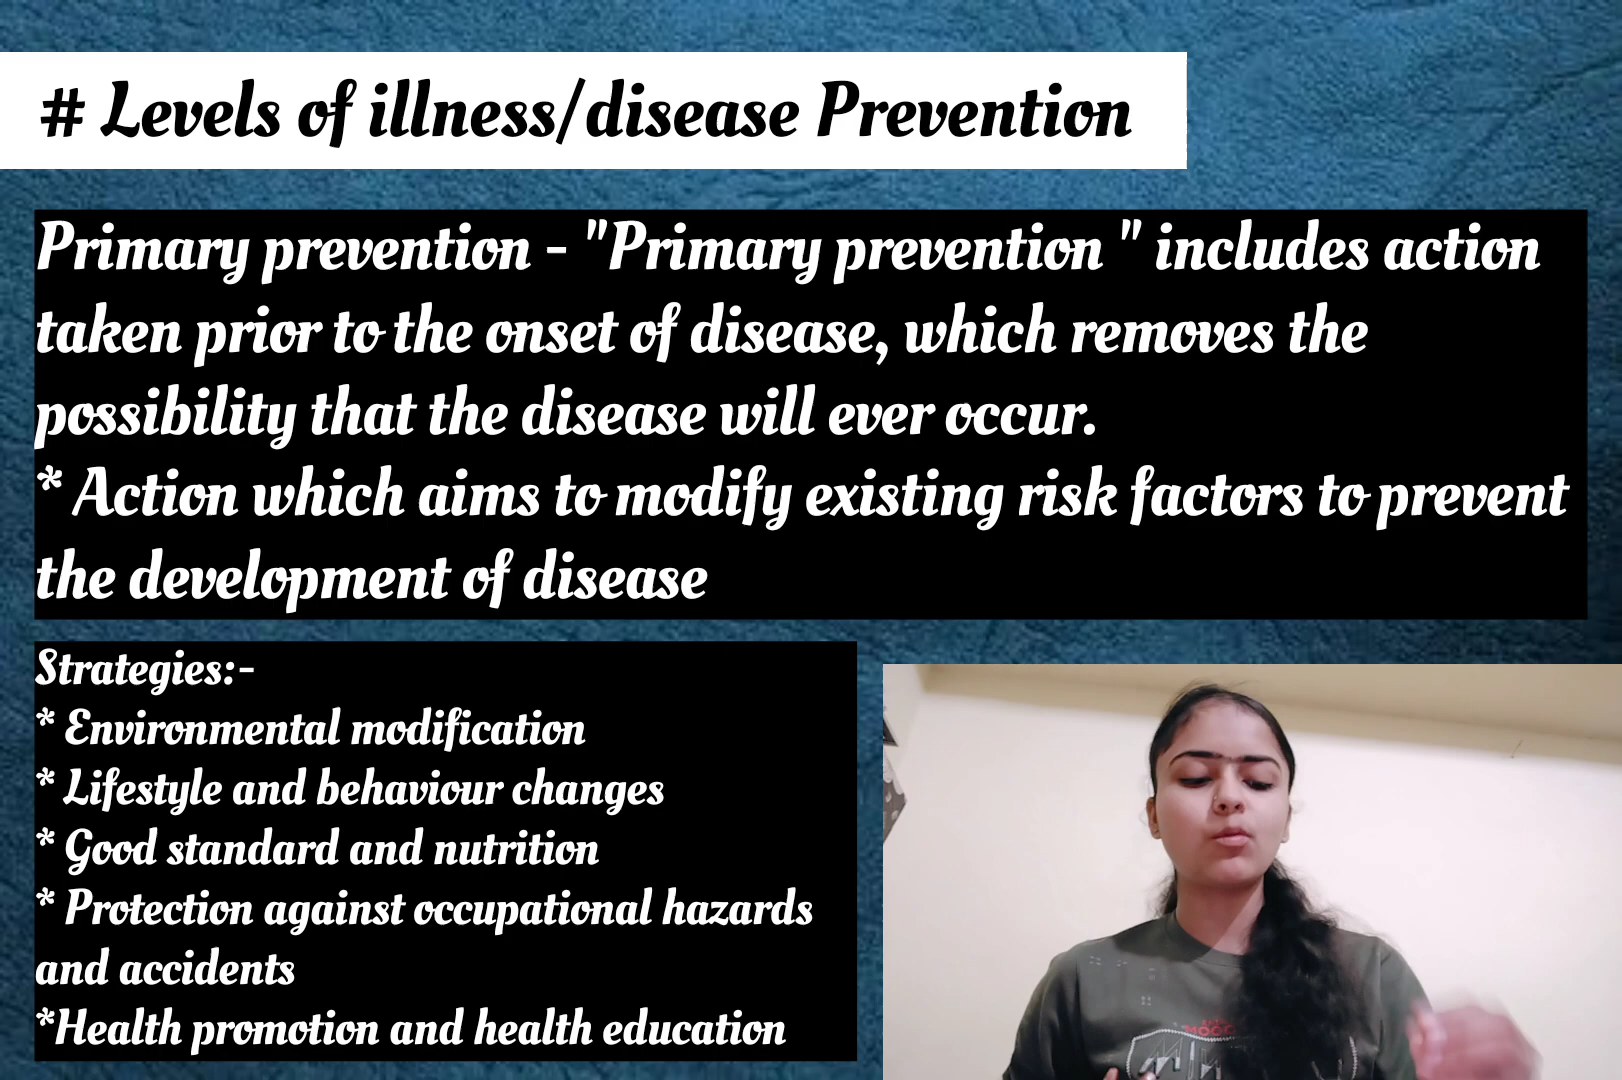 # Levels of illness/disease Prevention
Primary prevention - "Primary prevention " includes action
taken prior to the onset of disease, which removes the
possibility that the disease will ever occur.
* Action which aims to modify existing risk factors to prevent
the development of disease
Strategies:-
* Environmental modification
* Lifestyle and behaviour changes
* Good standard and nutrition
* Protection against occupational hazards
and accidents
*Health promotion and health education